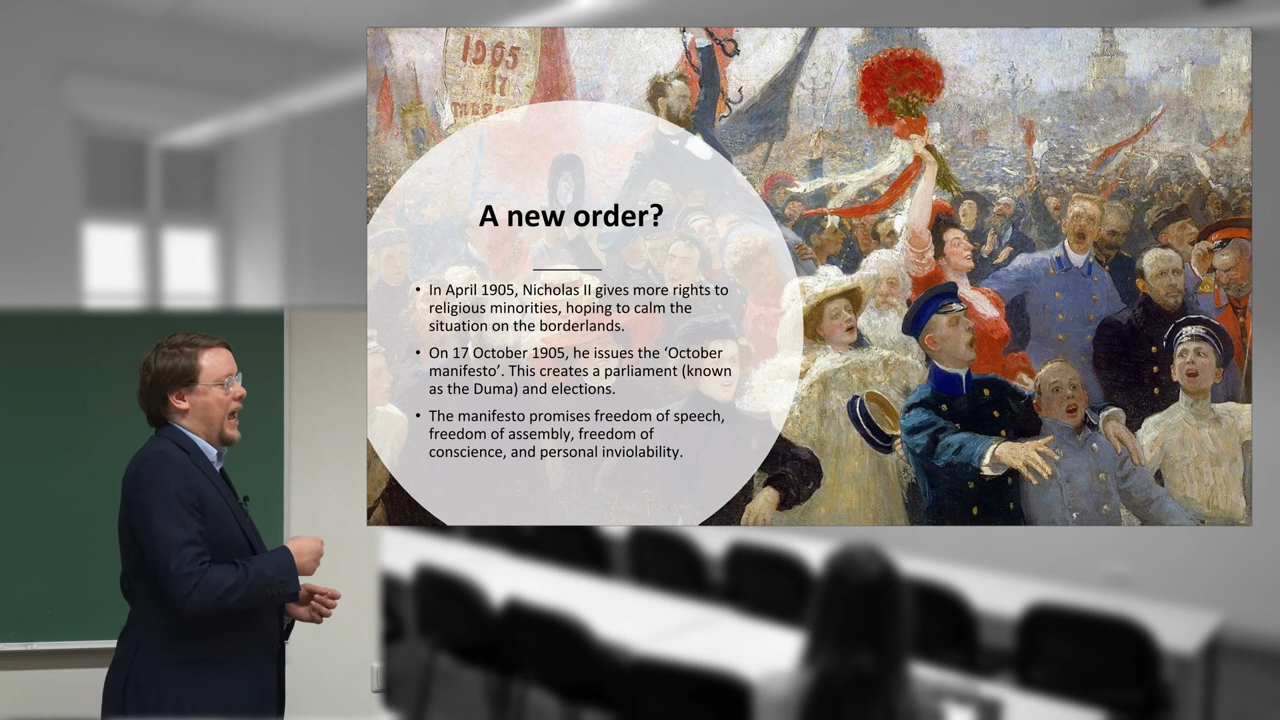 1905
17
A new order?
• In April 1905, Nicholas II gives more rights to
religious minorities, hoping to calm the
situation on the borderlands.
• On 17 October 1905, he issues the ‘October
manifesto’. This creates a parliament (known
as the Duma) and elections.
• The manifesto promises freedom of speech,
freedom of assembly, freedom of
conscience, and personal inviolability.